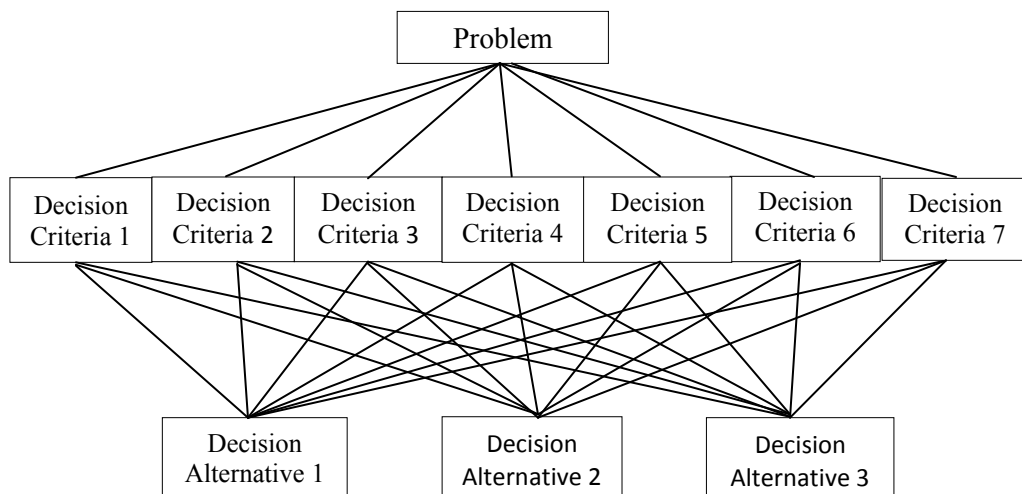 Problem
Decision
Criteria 1
Decision
Criteria 2
Decision
Criteria 3
Decision
Criteria 4
Decision
Criteria 5
Decision
Criteria 6
Decision
Criteria 7
Decision
Alternative 1
Decision
Alternative 2
Decision
Alternative 3